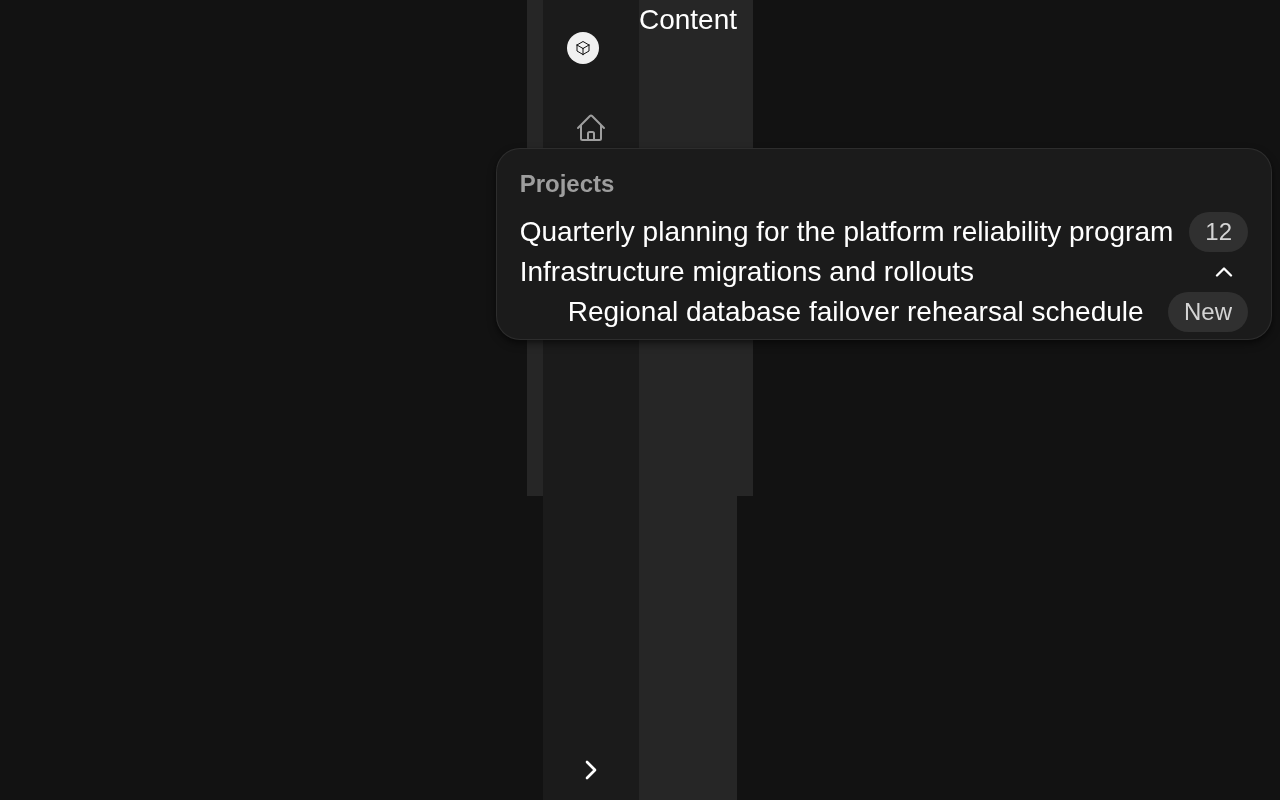 Content
Projects
Quarterly planning for the platform reliability program 12
Infrastructure migrations and rollouts
Regional database failover rehearsal schedule New